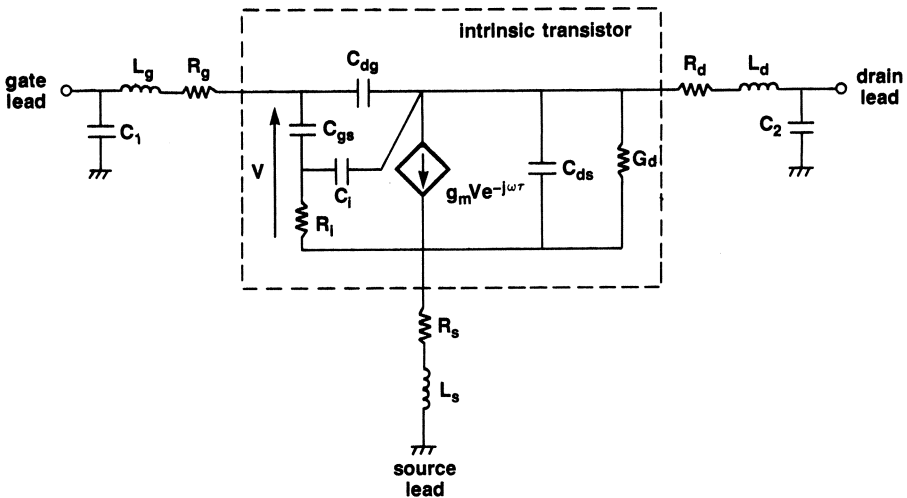 intrinsic transistor
gate
lead
L_g
R_g
C_dg
R_d
L_d
drain
lead
C_1
C_gs
C_2
V
C_i
g_mVe^{-jωτ}
C_ds
G_d
R_i
R_s
L_s
source
lead